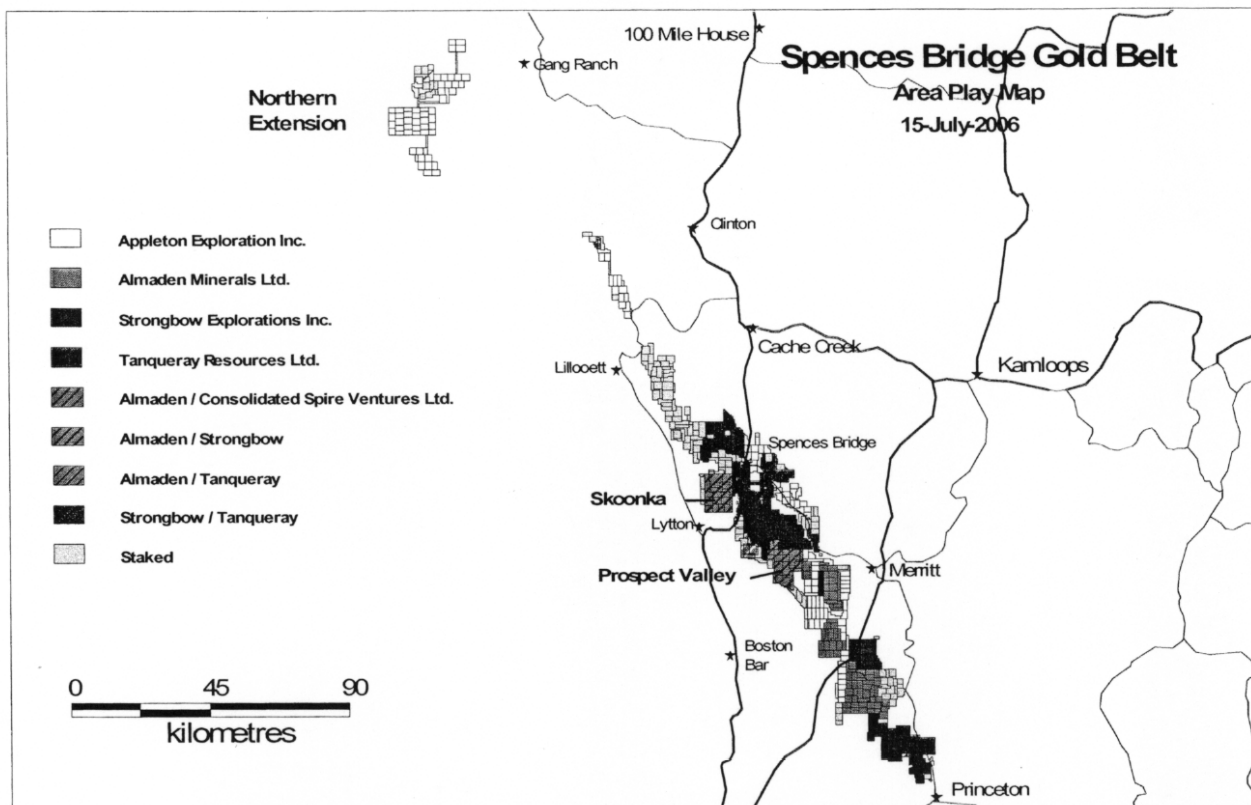 100 Mile House
Spences Bridge Gold Belt
Area Play Map
15-July-2006
Gang Ranch
Northern
Extension
Clinton
Appleton Exploration Inc.
Almaden Minerals Ltd.
Strongbow Explorations Inc.
Tanqueray Resources Ltd.
Almaden / Consolidated Spire Ventures Ltd.
Almaden / Strongbow
Almaden / Tanqueray
Strongbow / Tanqueray
Staked
Cache Creek
Lillooett
Kamloops
Spences Bridge
Skoonka
Lytton
Prospect Valley
Merritt
Boston
Bar
0 45 90
kilometres
Princeton